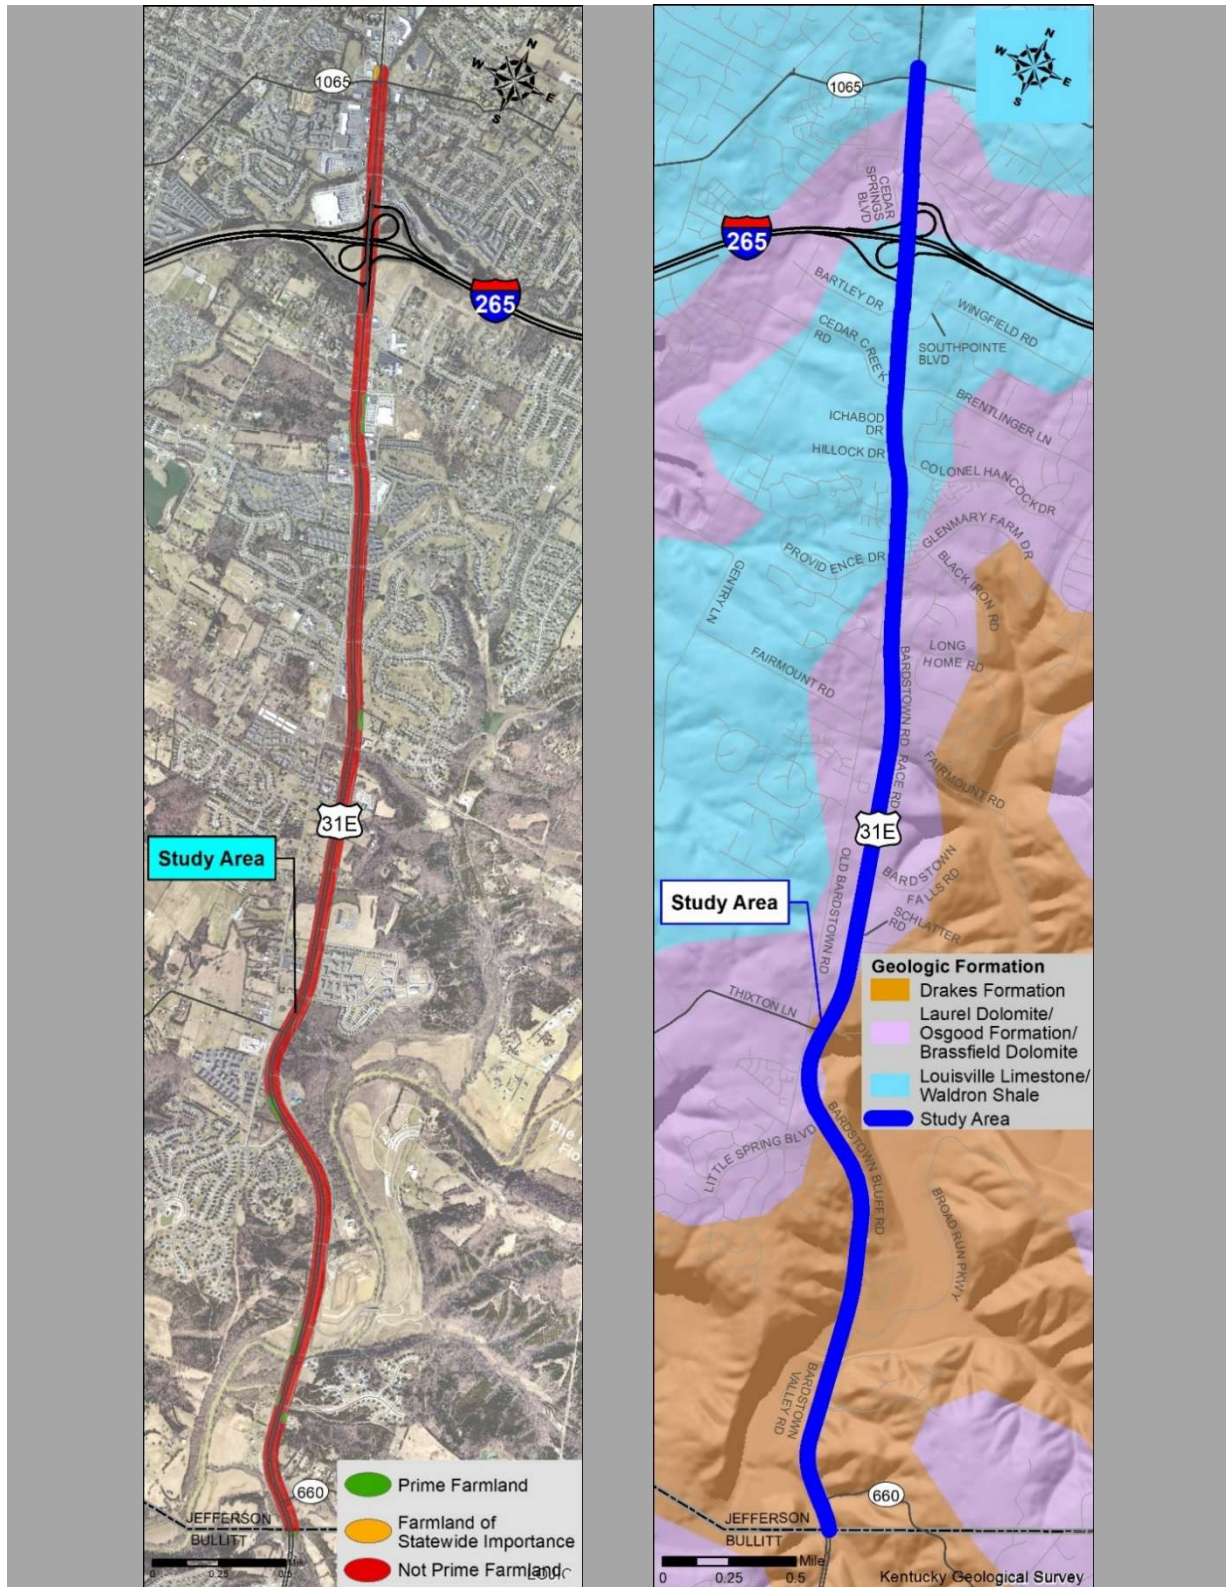 1065
N
W
E
S
265
31E
Study Area
The
Flo
660
JEFFERSON
BULLITT
0 0.25 0.5
Mile
Prime Farmland
Farmland of
Statewide Importance
Not Prime Farmland
1065
N
W
E
S
CEDAR
SPRINGS
BLVD
265
BARTLEY DR
WINGFIELD RD
CEDAR CREEK
RD
SOUTHPOINTE
BLVD
BRENTLINGER LN
ICHABOD
DR
HILLOCK DR
COLONEL HANCOCK DR
GLENMARY FARM DR
PROVIDENCE DR
BLACK IRON RD
GENTRY LN
LONG
HOME RD
FAIRMOUNT RD
BARDSTOWN RD
RACE RD
FAIRMOUNT RD
31E
OLD BARDSTOWN RD
BARDSTOWN
FALLS RD
SCHLATTER
RD
Study Area
THIXTON LN
Geologic Formation
Drakes Formation
Laurel Dolomite/
Osgood Formation/
Brassfield Dolomite
Louisville Limestone/
Waldron Shale
Study Area
LITTLE SPRING BLVD
BARDSTOWN BLUFF RD
BROAD RUN PKWY
BARDSTOWN
VALLEY RD
660
JEFFERSON
BULLITT
Mile
0 0.25 0.5
Kentucky Geological Survey